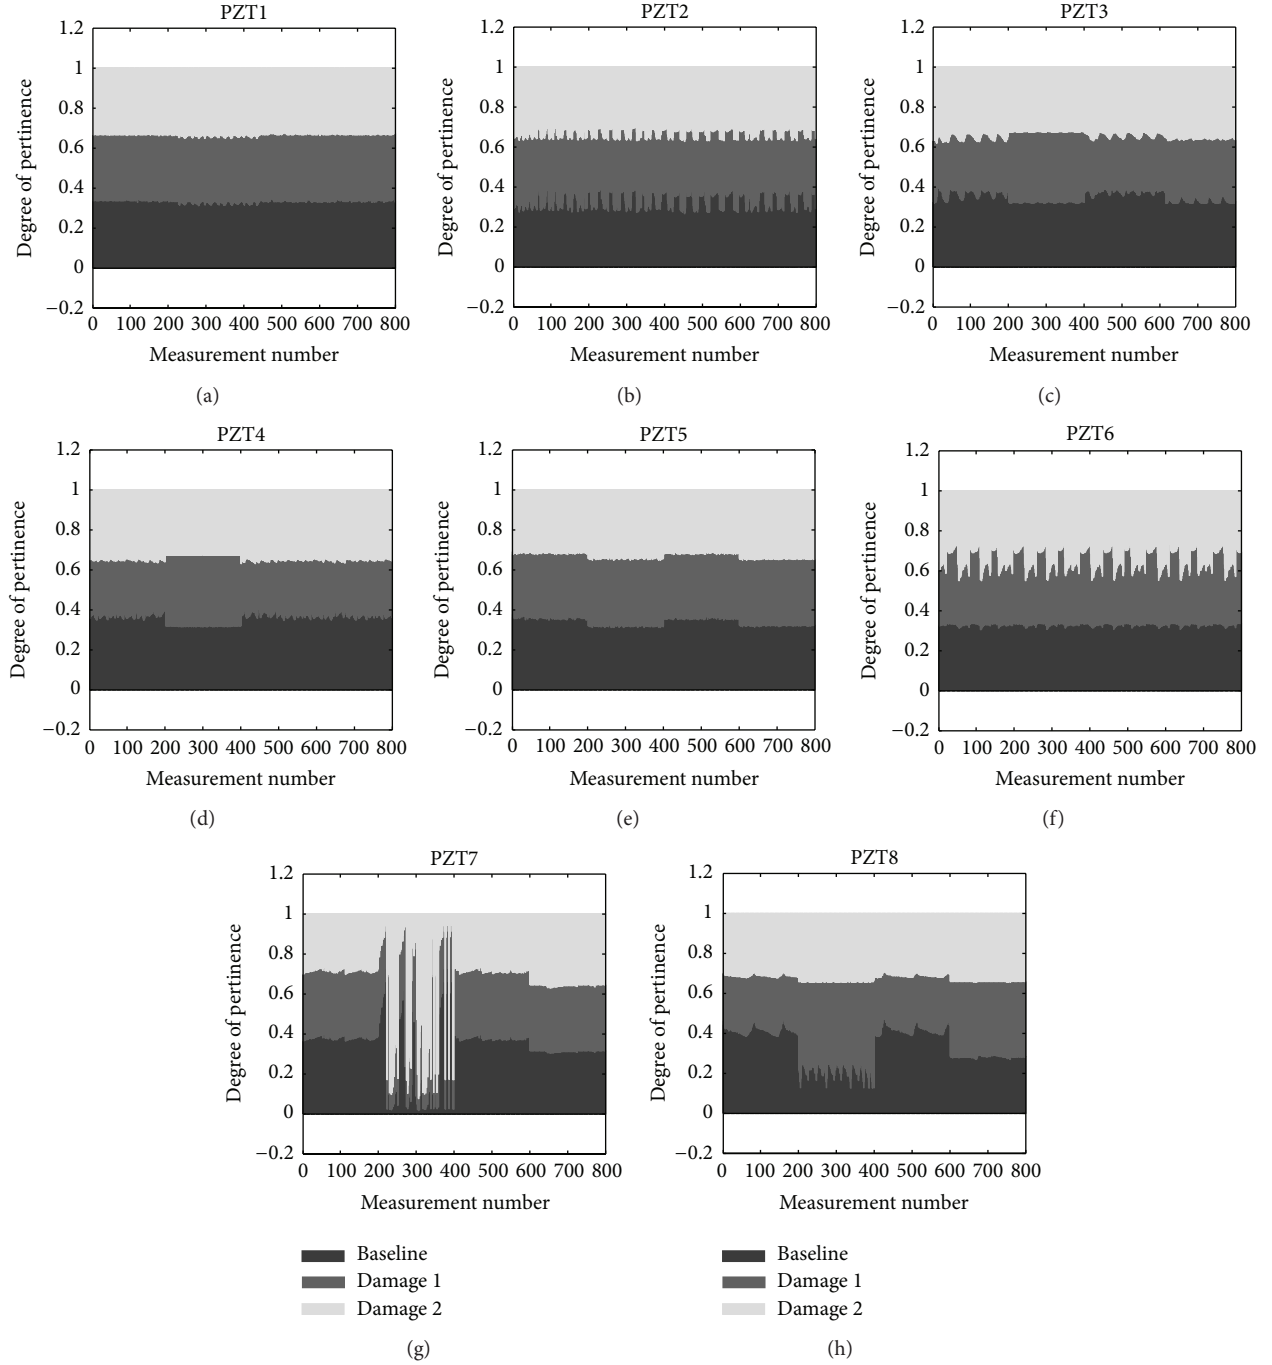 PZT1
PZT2
PZT3
1.2
1
0.8
0.6
0.4
0.2
0
−0.2
Degree of pertinence
0 100 200 300 400 500 600 700 800
Measurement number
(a)
1.2
1
0.8
0.6
0.4
0.2
0
−0.2
Degree of pertinence
0 100 200 300 400 500 600 700 800
Measurement number
(b)
1.2
1
0.8
0.6
0.4
0.2
0
−0.2
Degree of pertinence
0 100 200 300 400 500 600 700 800
Measurement number
(c)
PZT4
1.2
1
0.8
0.6
0.4
0.2
0
−0.2
Degree of pertinence
0 100 200 300 400 500 600 700 800
Measurement number
(d)
PZT5
1.2
1
0.8
0.6
0.4
0.2
0
−0.2
Degree of pertinence
0 100 200 300 400 500 600 700 800
Measurement number
(e)
PZT6
1.2
1
0.8
0.6
0.4
0.2
0
−0.2
Degree of pertinence
0 100 200 300 400 500 600 700 800
Measurement number
(f)
PZT7
1.2
1
0.8
0.6
0.4
0.2
0
−0.2
Degree of pertinence
0 100 200 300 400 500 600 700 800
Measurement number
Baseline
Damage 1
Damage 2
(g)
PZT8
1.2
1
0.8
0.6
0.4
0.2
0
−0.2
Degree of pertinence
0 100 200 300 400 500 600 700 800
Measurement number
Baseline
Damage 1
Damage 2
(h)